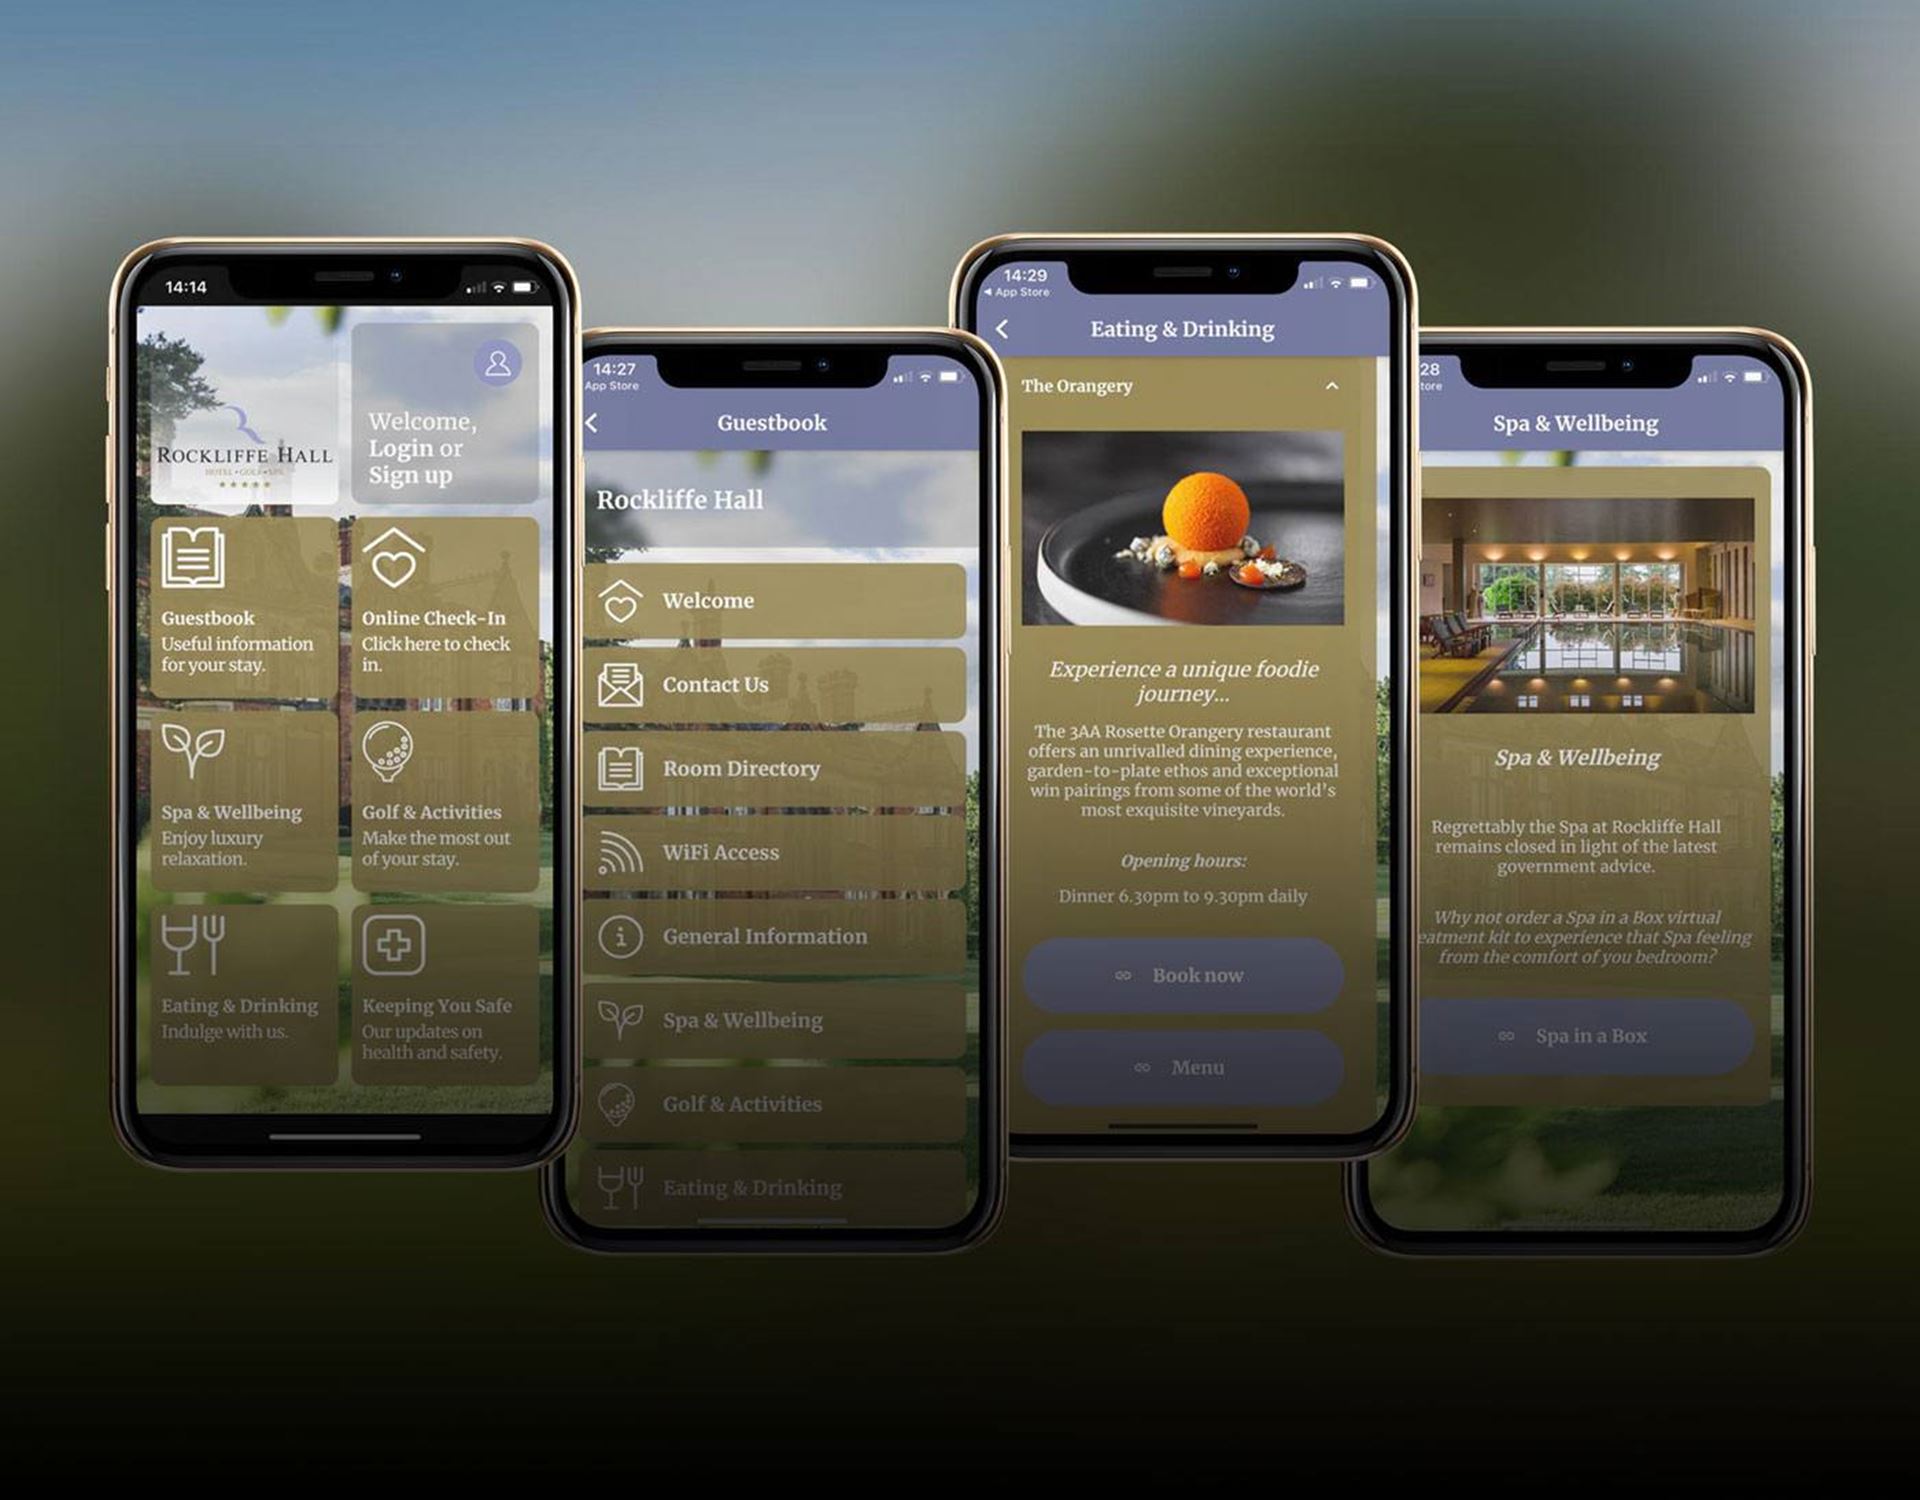 14:14
ROCKLIFFE HALL
HOTEL • GOLF • SPA
Welcome,
Login or
Sign up
Guestbook
Useful information
for your stay.
Online Check-In
Click here to check
in.
Spa & Wellbeing
Enjoy luxury
relaxation.
Golf & Activities
Make the most out
of your stay.
Eating & Drinking
Indulge with us.
Keeping You Safe
Our updates on
health and safety.
14:27
App Store
Guestbook
Rockliffe Hall
Welcome
Contact Us
Room Directory
WiFi Access
General Information
Spa & Wellbeing
Golf & Activities
Eating & Drinking
14:29
App Store
Eating & Drinking
The Orangery
Experience a unique foodie
journey...
The 3AA Rosette Orangery restaurant
offers an unrivalled dining experience,
garden-to-plate ethos and exceptional
win pairings from some of the world's
most exquisite vineyards.
Opening hours:
Dinner 6.30pm to 9.30pm daily
Book now
Menu
28
tore
Spa & Wellbeing
Spa & Wellbeing
Regrettably the Spa at Rockliffe Hall
remains closed in light of the latest
government advice.
Why not order a Spa in a Box virtual
eatment kit to experience that Spa feeling
from the comfort of you bedroom?
Spa in a Box